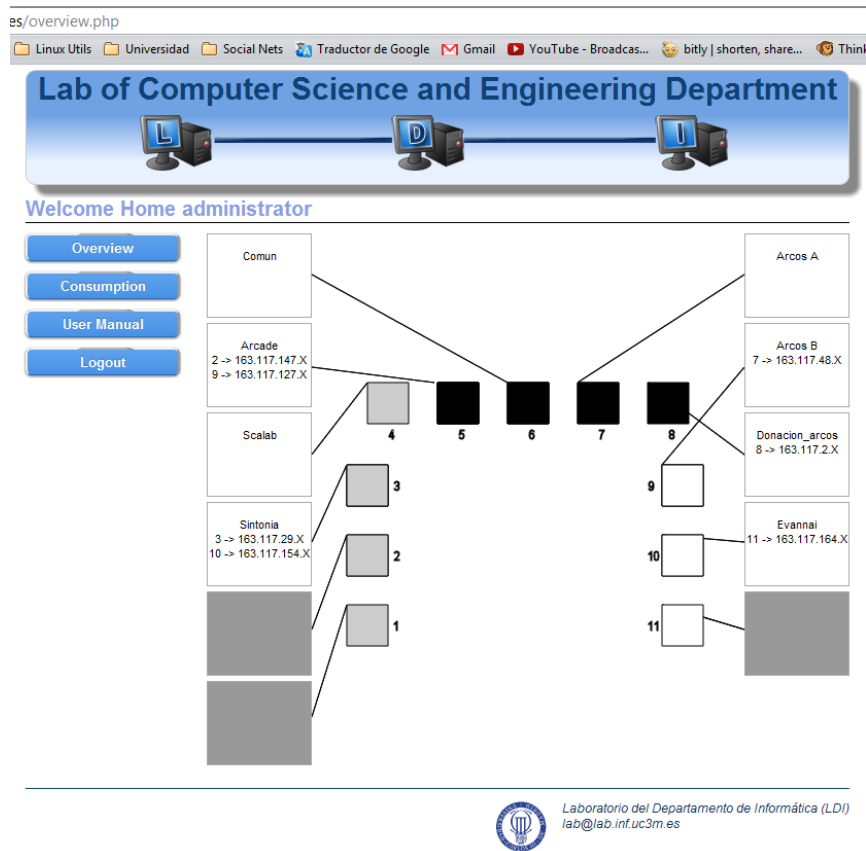 es/overview.php
Linux Utils Universidad Social Nets Traductor de Google Gmail YouTube - Broadcas... bitly | shorten, share... Think
Lab of Computer Science and Engineering Department
L D I
Welcome Home administrator
Overview
Consumption
User Manual
Logout
Comun
Arcade
2 -> 163.117.147.X
9 -> 163.117.127.X
Scalab
Sintonia
3 -> 163.117.29.X
10 -> 163.117.154.X
4 5 6 7 8
3
2
1
9
10
11
Arcos A
Arcos B
7 -> 163.117.48.X
Donacion_arcos
8 -> 163.117.2.X
Evannai
11 -> 163.117.164.X
Laboratorio del Departamento de Informática (LDI)
lab@lab.inf.uc3m.es